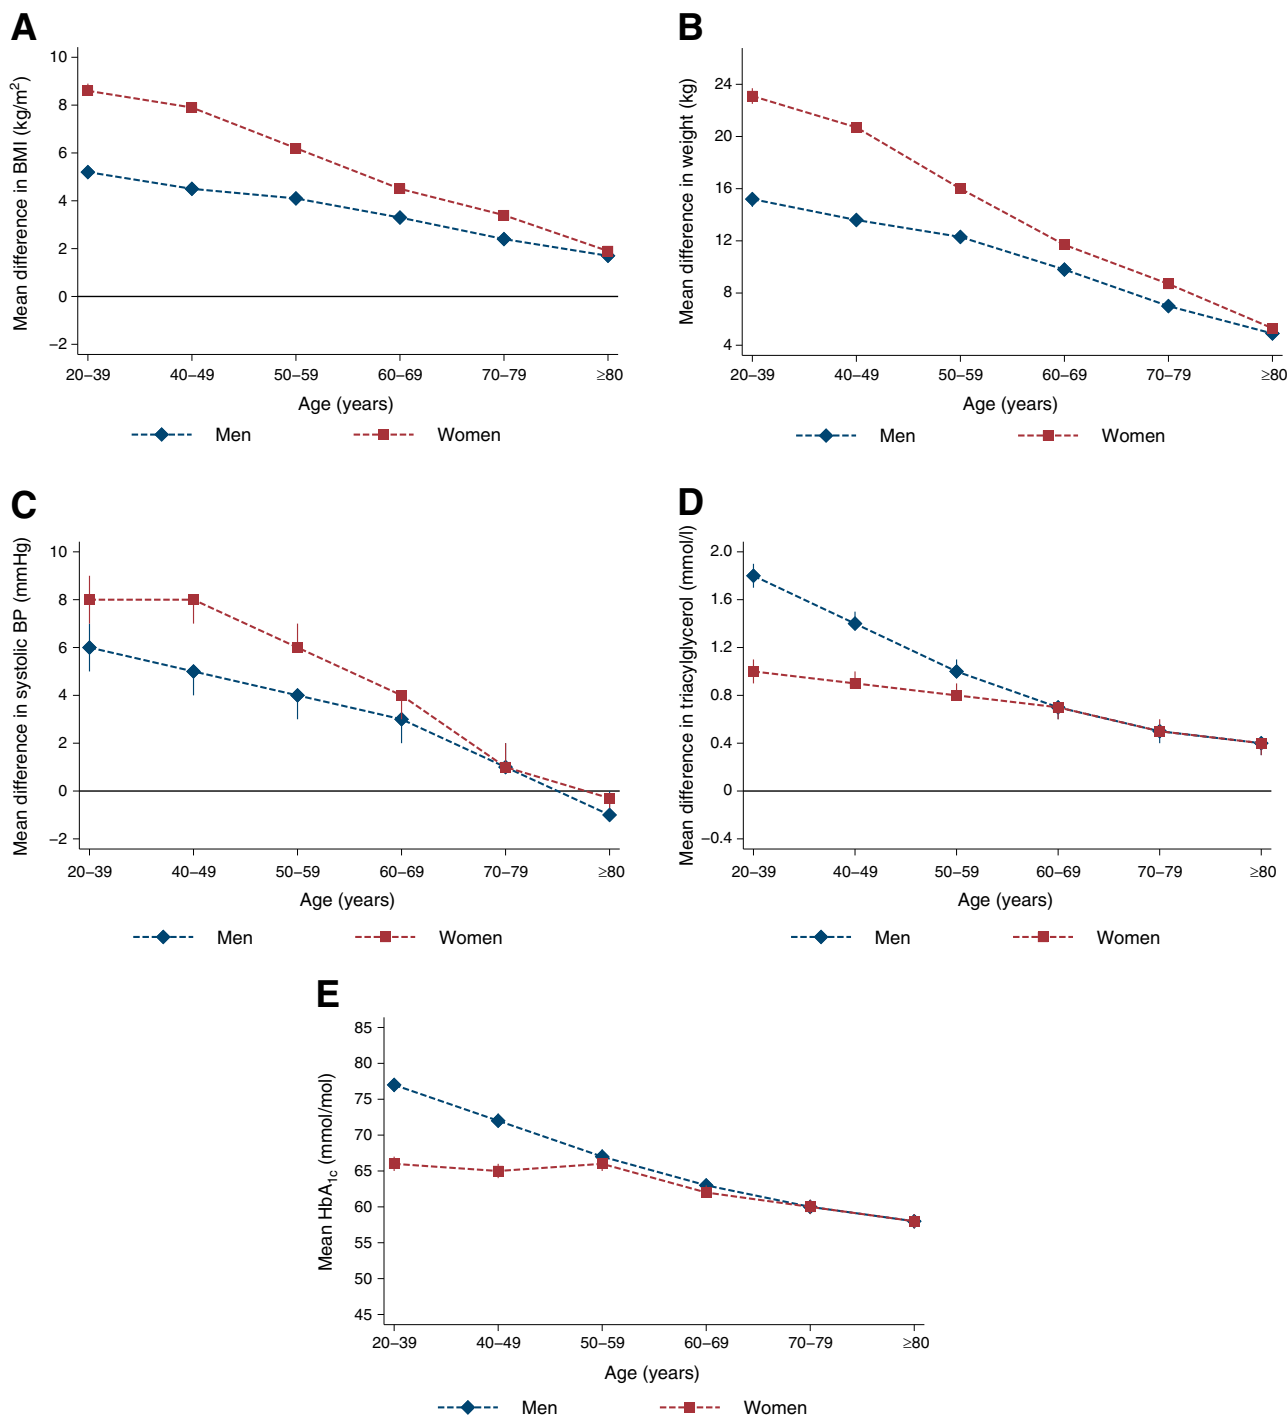 A
Mean difference in BMI (kg/m²)
10
8
6
4
2
0
−2
20–39 40–49 50–59 60–69 70–79 ≥80
Age (years)
Men Women
B
Mean difference in weight (kg)
24
20
16
12
8
4
20–39 40–49 50–59 60–69 70–79 ≥80
Age (years)
Men Women
C
Mean difference in systolic BP (mmHg)
10
8
6
4
2
0
−2
20–39 40–49 50–59 60–69 70–79 ≥80
Age (years)
Men Women
D
Mean difference in triacylglycerol (mmol/l)
2.0
1.6
1.2
0.8
0.4
0
−0.4
20–39 40–49 50–59 60–69 70–79 ≥80
Age (years)
Men Women
E
Mean HbA1c (mmol/mol)
85
80
75
70
65
60
55
50
45
20–39 40–49 50–59 60–69 70–79 ≥80
Age (years)
Men Women